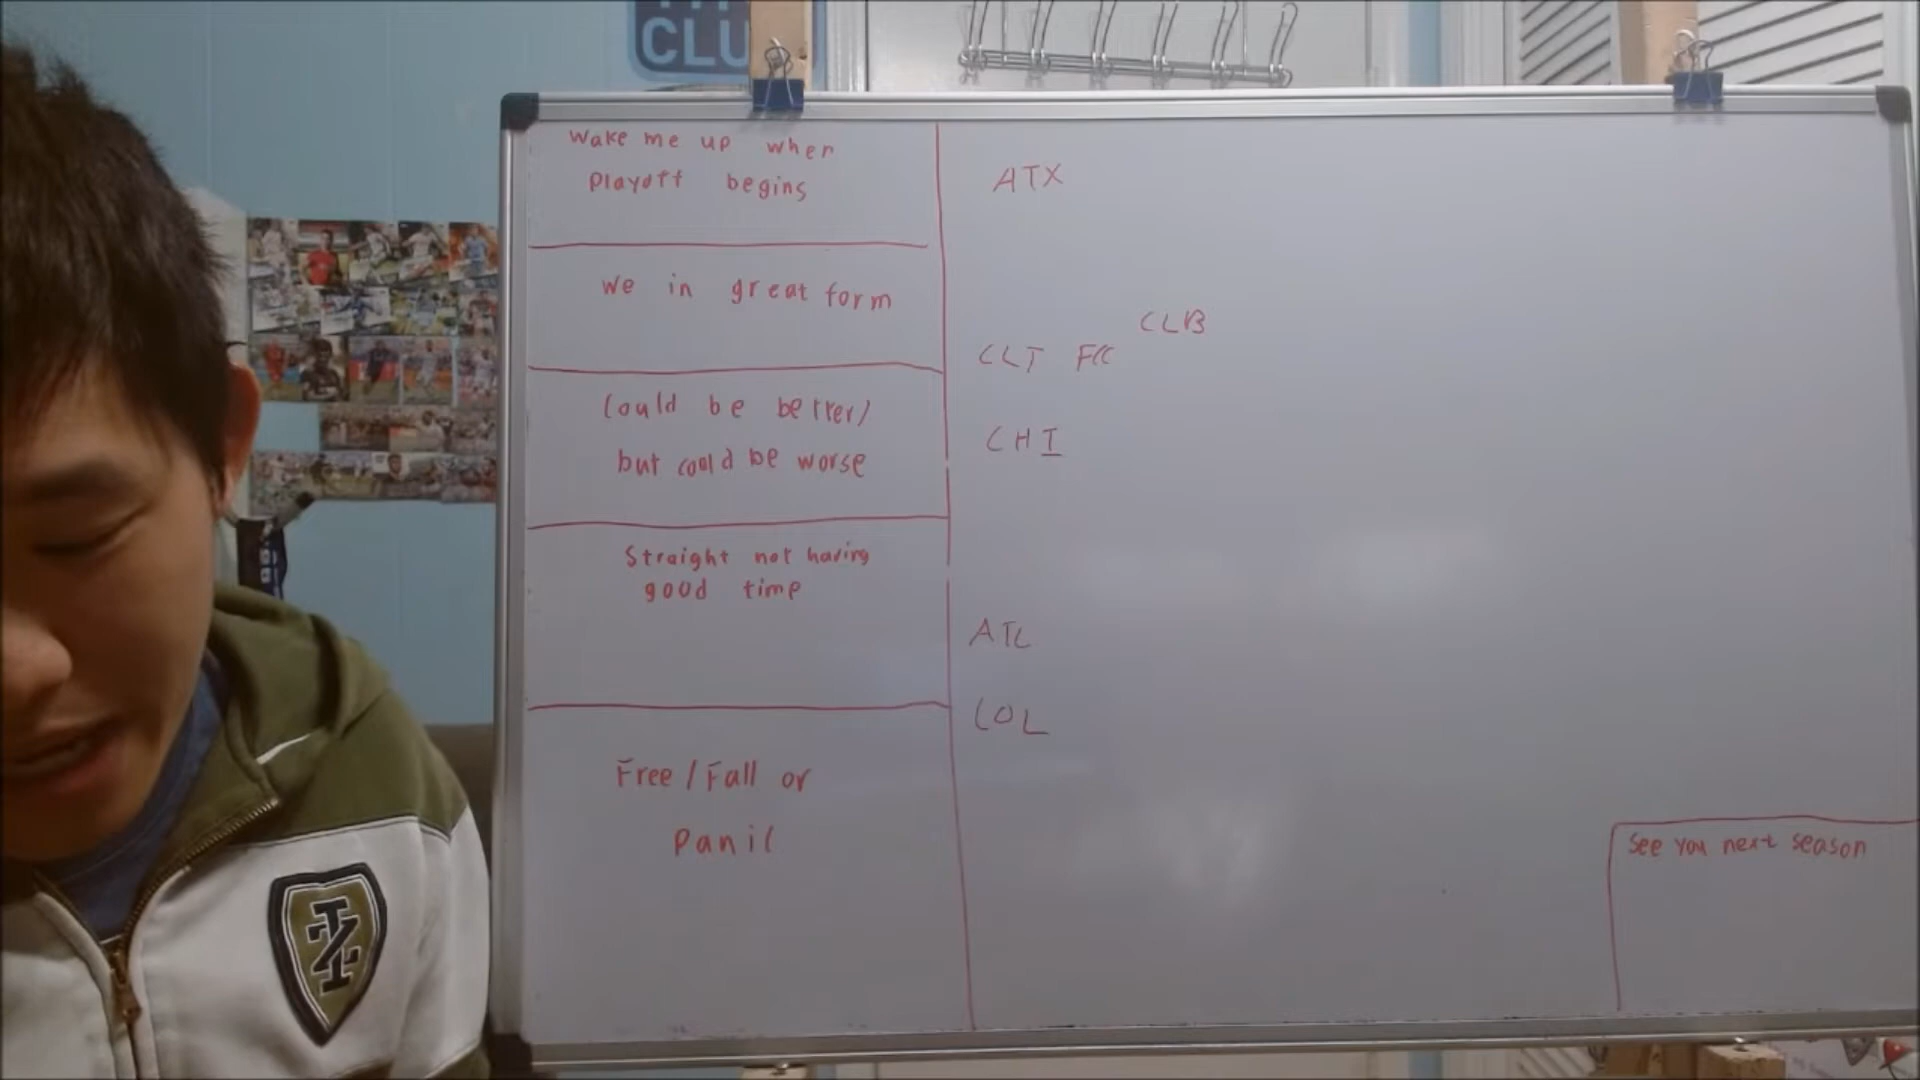 CLU
Wake me up when
Playoff begins
ATX
We in great form
CLB
CLT FCC
Could be better/
but could be worse
CHI
Straight not having
good time
ATL
COL
Free/Fall or
Panic
See you next season